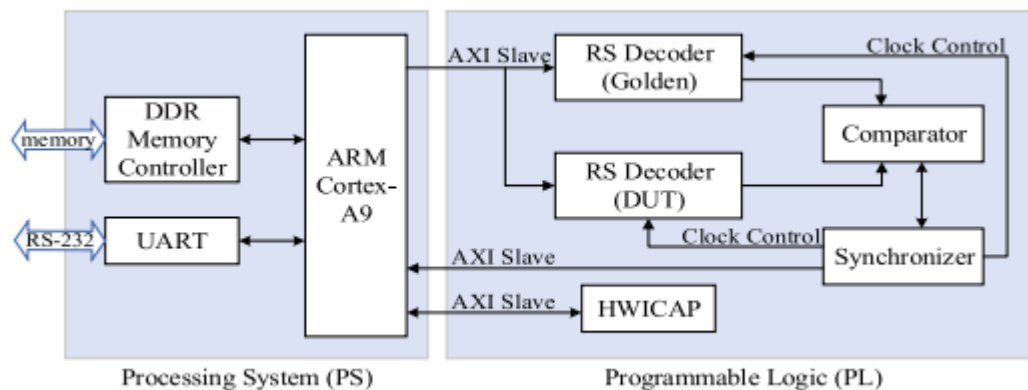 memory
DDR
Memory
Controller
RS-232
UART
ARM
Cortex-
A9
AXI Slave
RS Decoder
(Golden)
Clock Control
Comparator
RS Decoder
(DUT)
Clock Control
Synchronizer
AXI Slave
AXI Slave
HWICAP
Processing System (PS)
Programmable Logic (PL)